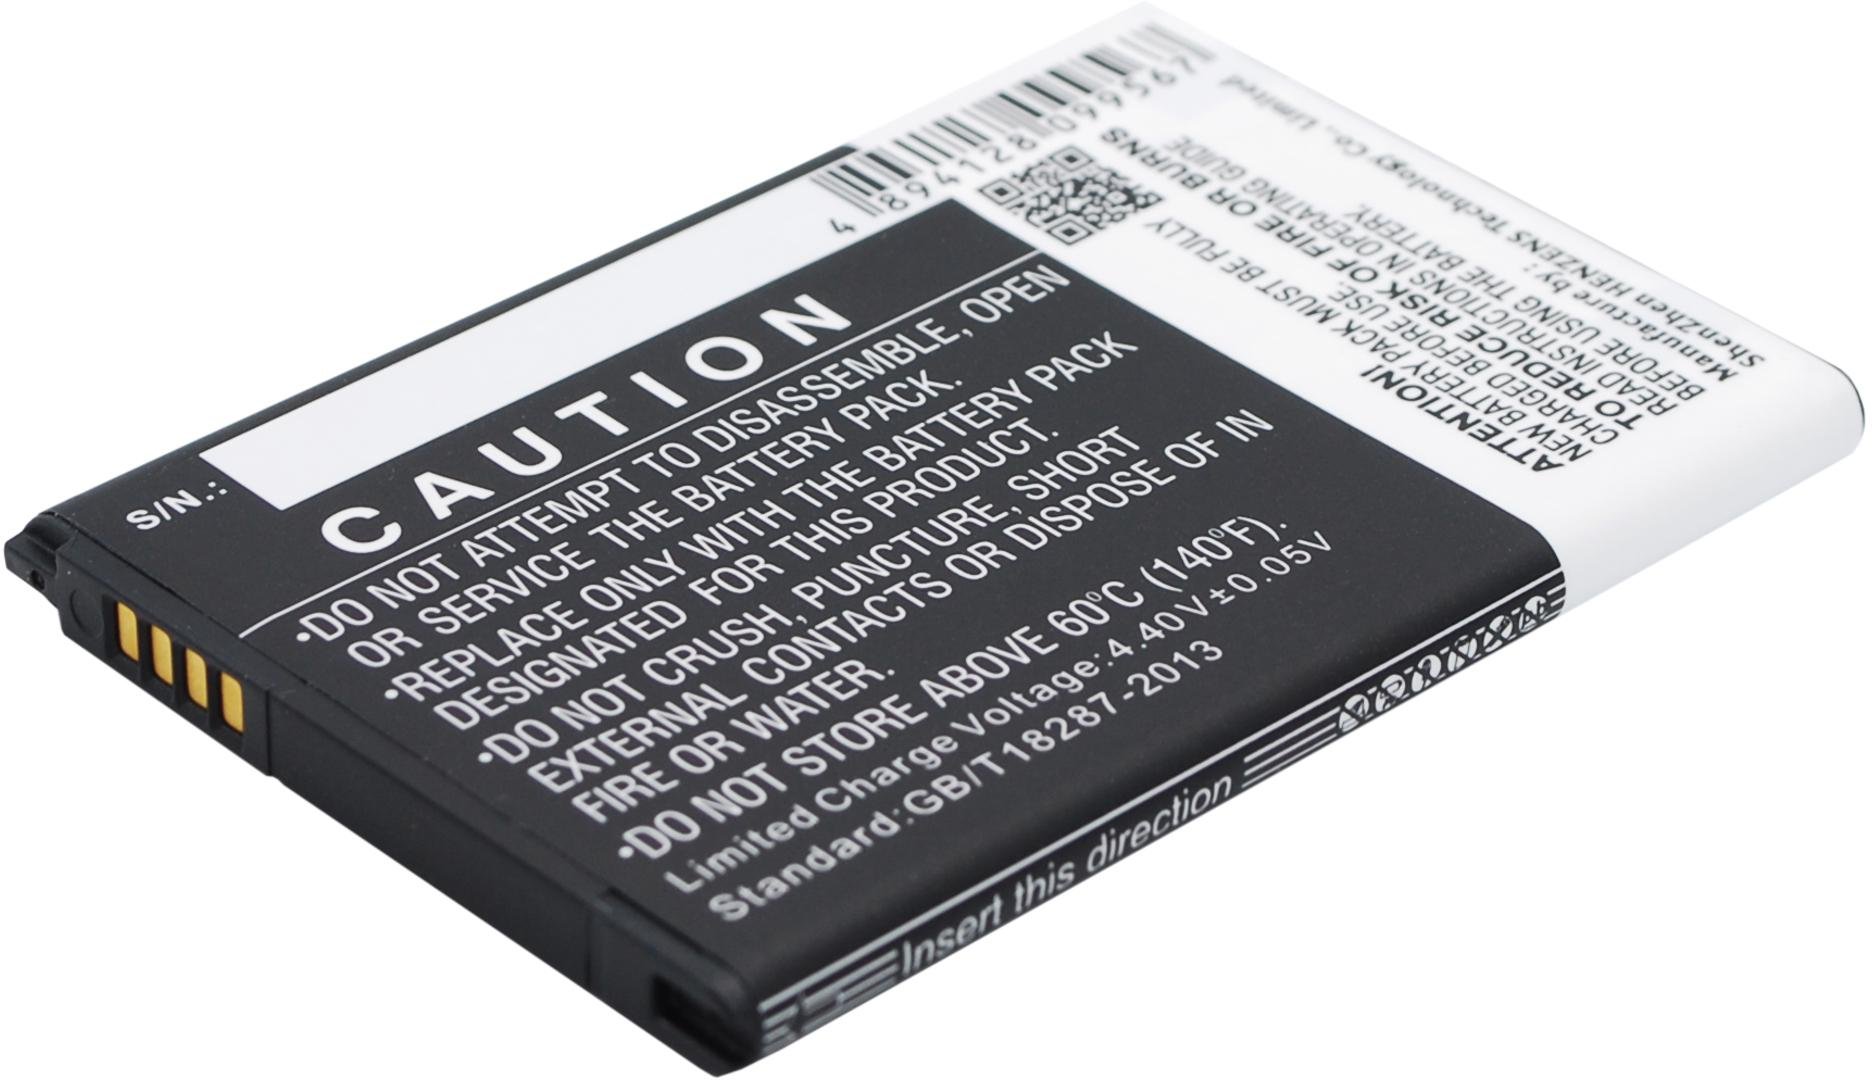 S/N.:
4 894128 099567
CAUTION
•DO NOT ATTEMPT TO DISASSEMBLE, OPEN
OR SERVICE THE BATTERY PACK.
•REPLACE ONLY WITH THE BATTERY PACK
DESIGNATED FOR THIS PRODUCT.
•DO NOT CRUSH, PUNCTURE, SHORT
EXTERNAL CONTACTS OR DISPOSE OF IN
FIRE OR WATER.
•DO NOT STORE ABOVE 60°C (140°F).
Limited Charge Voltage:4.40V±0.05V
Standard:GB/T18287-2013
Insert this direction
ATTENTION!
NEW BATTERY PACK MUST BE FULLY
CHARGED BEFORE USE.
TO REDUCE RISK OF FIRE OR BURNS
READ INSTRUCTIONS IN OPERATING GUIDE
BEFORE USING THE BATTERY.
Manufacture by:
ShenZhen HENZENS Technology Co., Limited